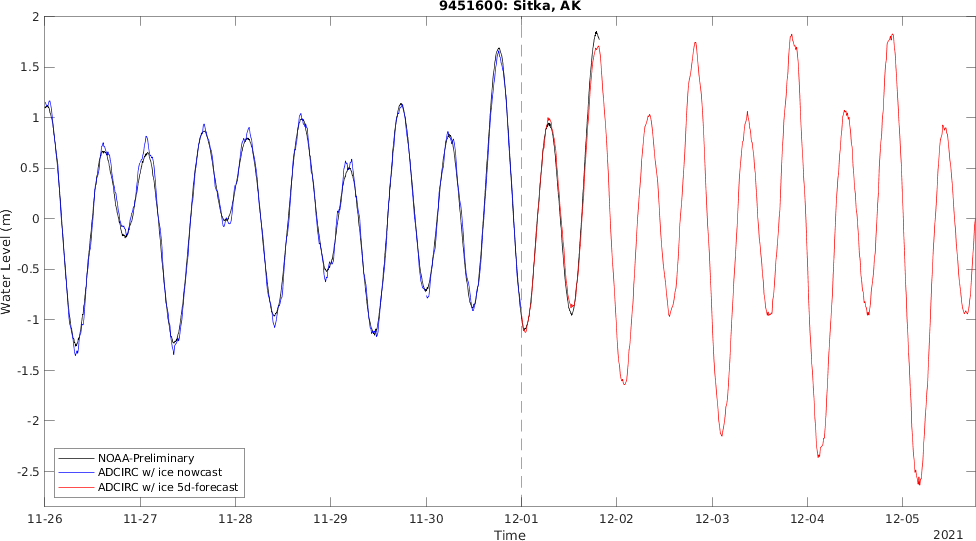 9451600: Sitka, AK
2
1.5
1
0.5
0
-0.5
-1
-1.5
-2
-2.5
Water Level (m)
NOAA-Preliminary
ADCIRC w/ ice nowcast
ADCIRC w/ ice 5d-forecast
11-26 11-27 11-28 11-29 11-30 12-01 12-02 12-03 12-04 12-05
Time
2021